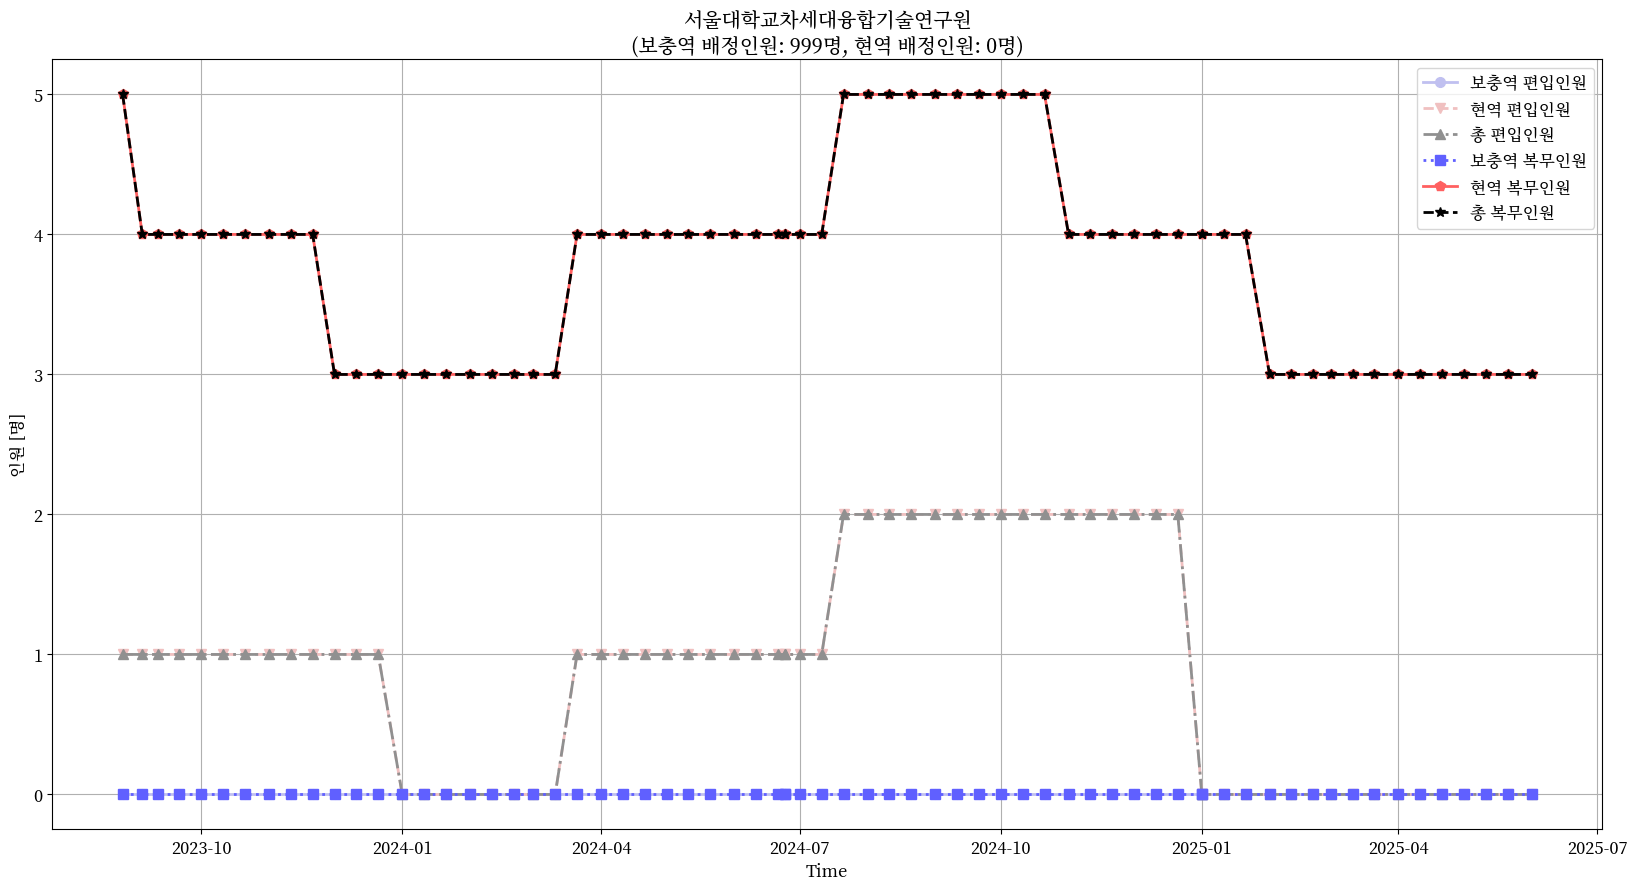 서울대학교차세대융합기술연구원
(보충역 배정인원: 999명, 현역 배정인원: 0명)
보충역 편입인원
현역 편입인원
총 편입인원
보충역 복무인원
현역 복무인원
총 복무인원
5
4
3
2
1
0
인원 [명]
2023-10
2024-01
2024-04
2024-07
2024-10
2025-01
2025-04
2025-07
Time